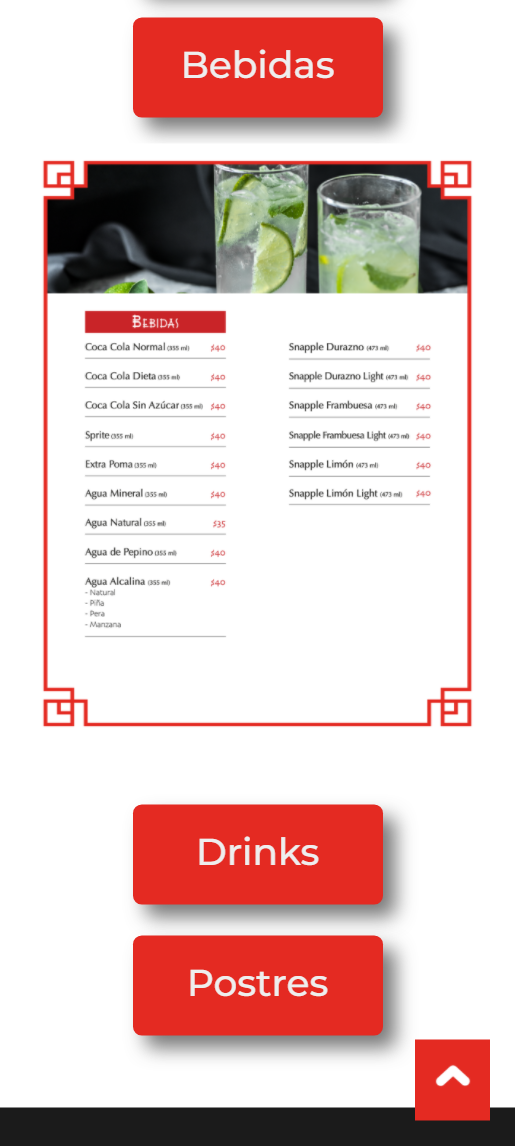 Bebidas
BEBIDAS
Coca Cola Normal (355 ml) $40
Coca Cola Dieta (355 ml) $40
Coca Cola Sin Azúcar (355 ml) $40
Sprite (355 ml) $40
Extra Poma (355 ml) $40
Agua Mineral (355 ml) $40
Agua Natural (355 ml) $35
Agua de Pepino (355 ml) $40
Agua Alcalina (355 ml) $40
- Natural
- Piña
- Pera
- Manzana
Snapple Durazno (473 ml) $40
Snapple Durazno Light (473 ml) $40
Snapple Frambuesa (473 ml) $40
Snapple Frambuesa Light (473 ml) $40
Snapple Limón (473 ml) $40
Snapple Limón Light (473 ml) $40
Drinks
Postres